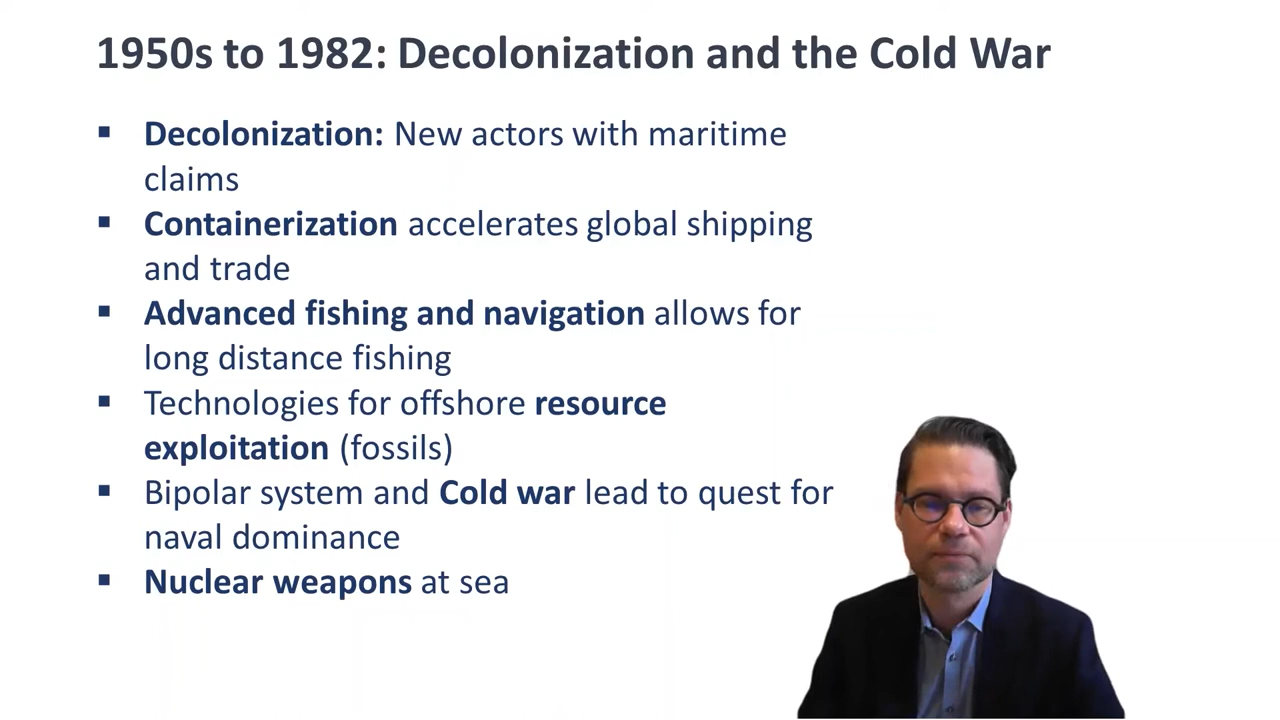 1950s to 1982: Decolonization and the Cold War
▪ Decolonization: New actors with maritime
claims
▪ Containerization accelerates global shipping
and trade
▪ Advanced fishing and navigation allows for
long distance fishing
▪ Technologies for offshore resource
exploitation (fossils)
▪ Bipolar system and Cold war lead to quest for
naval dominance
▪ Nuclear weapons at sea